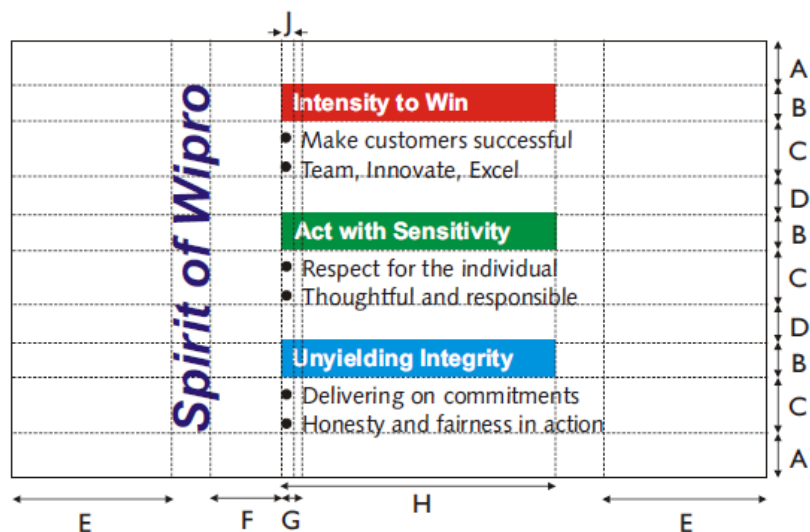 J
Spirit of Wipro
Intensity to Win
• Make customers successful
• Team, Innovate, Excel
Act with Sensitivity
• Respect for the individual
• Thoughtful and responsible
Unyielding Integrity
• Delivering on commitments
• Honesty and fairness in action
A
B
C
D
B
C
D
B
C
A
E
F
G
H
E